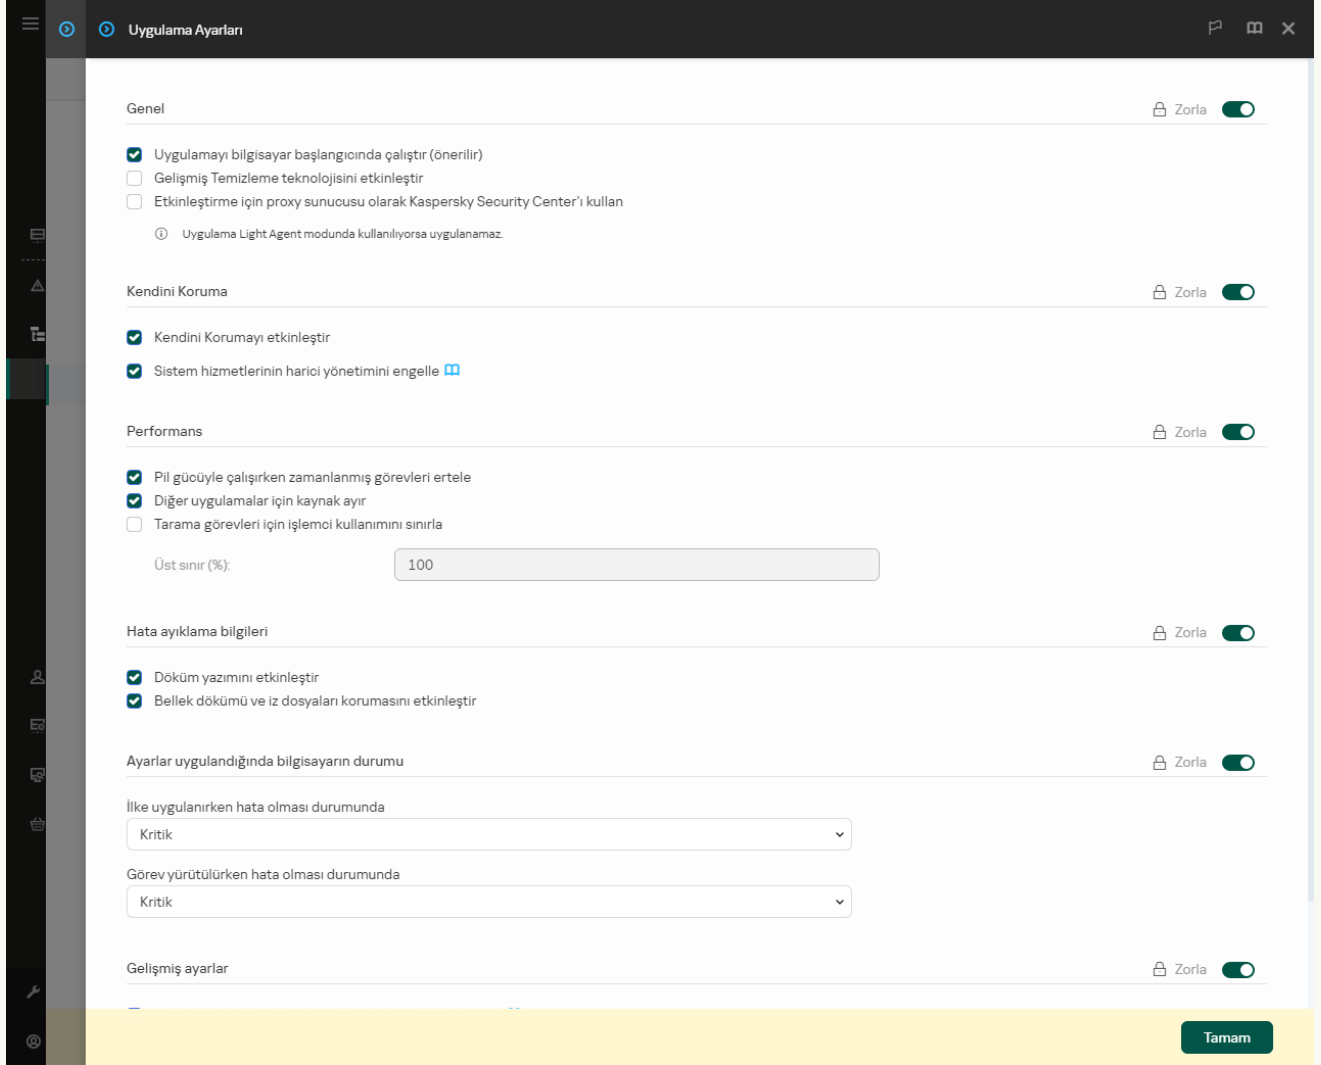 Uygulama Ayarları
Genel
Zorla
Uygulamayı bilgisayar başlangıcında çalıştır (önerilir)
Gelişmiş Temizleme teknolojisini etkinleştir
Etkinleştirme için proxy sunucusu olarak Kaspersky Security Center'ı kullan
Uygulama Light Agent modunda kullanılıyorsa uygulanamaz.
Kendini Koruma
Zorla
Kendini Korumayı etkinleştir
Sistem hizmetlerinin harici yönetimini engelle
Performans
Zorla
Pil gücüyle çalışırken zamanlanmış görevleri ertele
Diğer uygulamalar için kaynak ayır
Tarama görevleri için işlemci kullanımını sınırla
Üst sınır (%):
100
Hata ayıklama bilgileri
Zorla
Döküm yazımını etkinleştir
Bellek dökümü ve iz dosyaları korumasını etkinleştir
Ayarlar uygulandığında bilgisayarın durumu
Zorla
İlke uygulanırken hata olması durumunda
Kritik
Görev yürütülürken hata olması durumunda
Kritik
Gelişmiş ayarlar
Zorla
Tamam